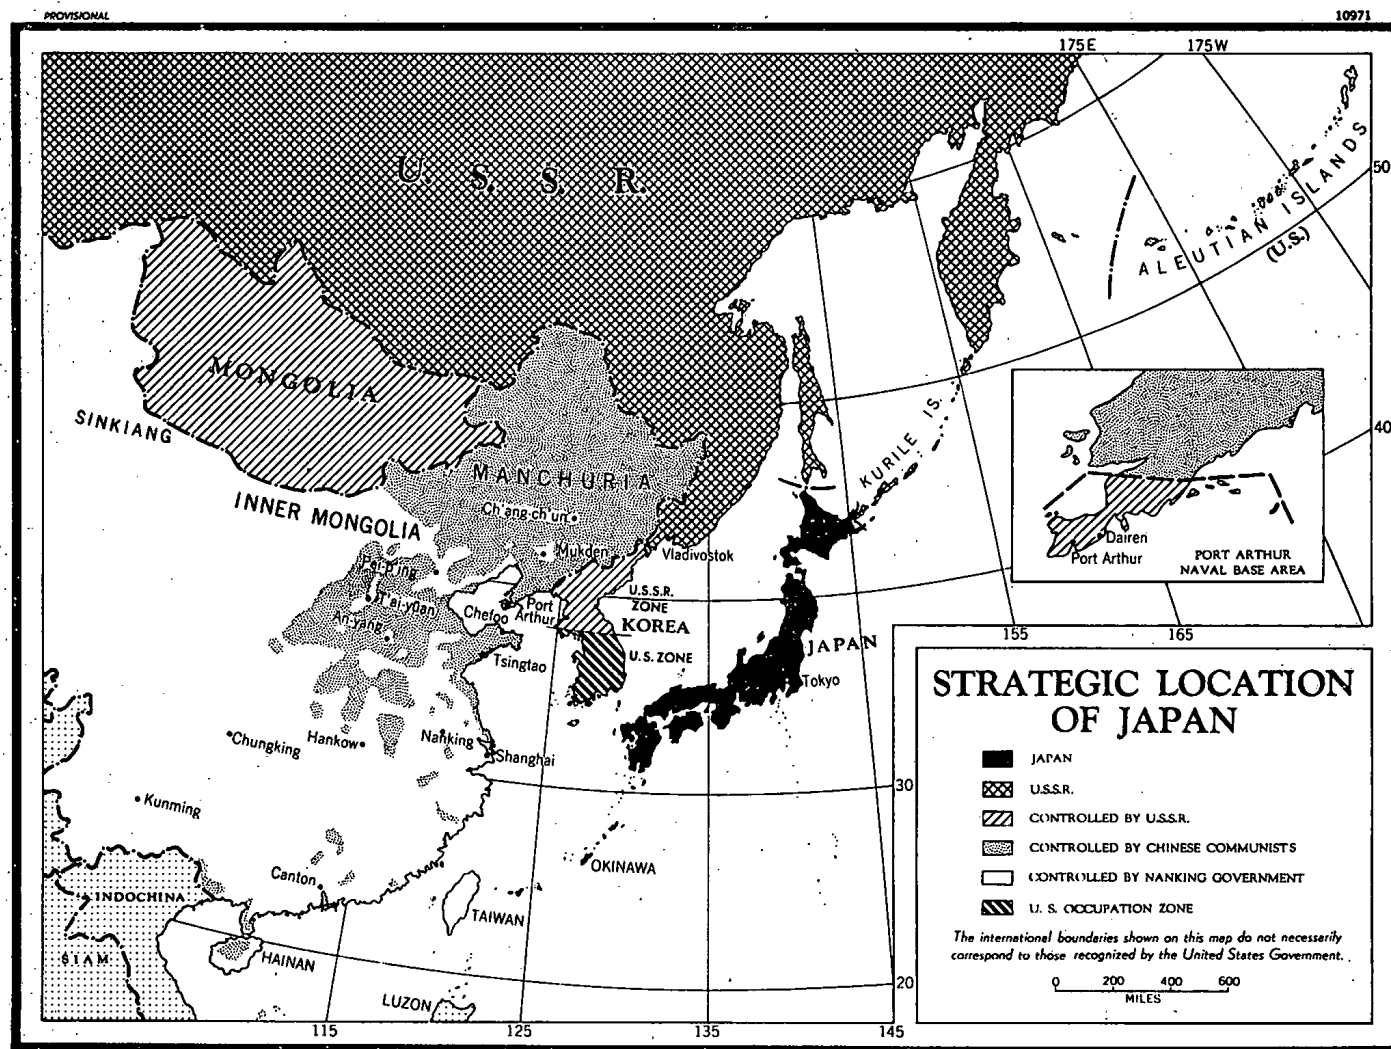 PROVISIONAL
10971
175E
175W
U. S. S. R.
50
ALEUTIAN ISLANDS
(U.S.)
MONGOLIA
SINKIANG
INNER MONGOLIA
MANCHURIA
Ch'ang-ch'un
Mukden
Vladivostok
KURILE IS.
40
Dairen
Port Arthur
PORT ARTHUR
NAVAL BASE AREA
Pei-p'ing
T'ai-yüan
An-yang
Chefoo
Port
Arthur
U.S.S.R.
ZONE
KOREA
U.S. ZONE
Tsingtao
JAPAN
Tokyo
155
165
Chungking
Hankow
Nanking
Shanghai
30
Kunming
OKINAWA
Canton
INDOCHINA
TAIWAN
SIAM
HAINAN
LUZON
20
115
125
135
145
STRATEGIC LOCATION
OF JAPAN
JAPAN
U.S.S.R.
CONTROLLED BY U.S.S.R.
CONTROLLED BY CHINESE COMMUNISTS
CONTROLLED BY NANKING GOVERNMENT
U. S. OCCUPATION ZONE
The international boundaries shown on this map do not necessarily
correspond to those recognized by the United States Government.
0 200 400 600
MILES